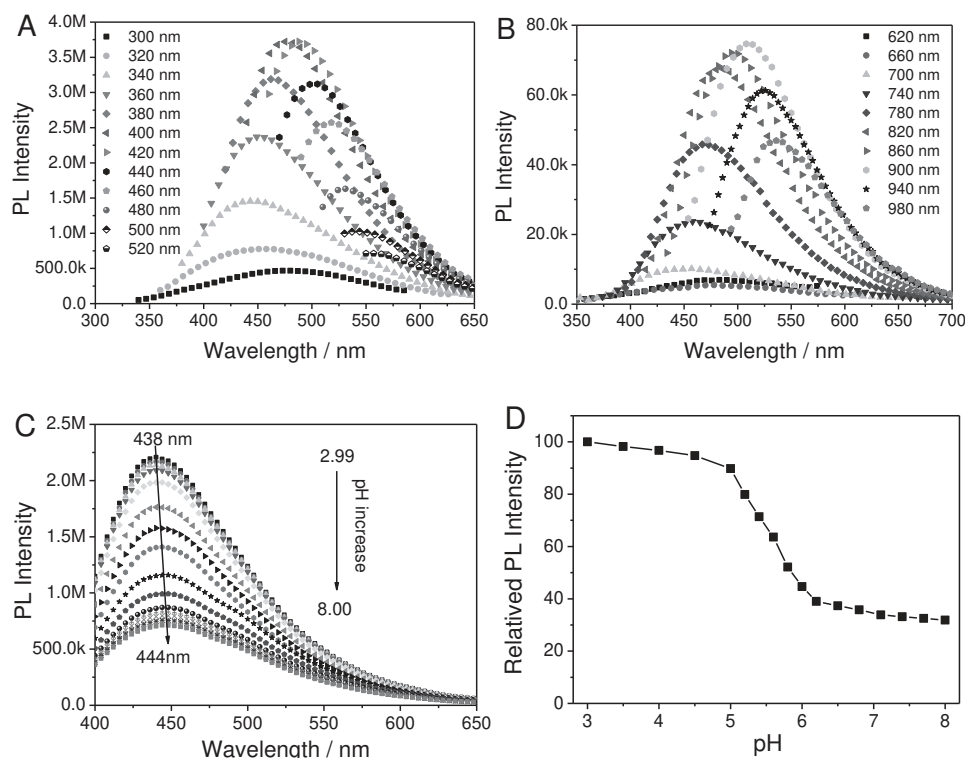 A
4.0M
3.5M
3.0M
2.5M
2.0M
1.5M
1.0M
500.0k
0.0
300 350 400 450 500 550 600 650
Wavelength / nm
PL Intensity
300 nm
320 nm
340 nm
360 nm
380 nm
400 nm
420 nm
440 nm
460 nm
480 nm
500 nm
520 nm
B
80.0k
60.0k
40.0k
20.0k
0.0
350 400 450 500 550 600 650 700
Wavelength / nm
PL Intensity
620 nm
660 nm
700 nm
740 nm
780 nm
820 nm
860 nm
900 nm
940 nm
980 nm
C
2.5M
2.0M
1.5M
1.0M
500.0k
0.0
400 450 500 550 600 650
Wavelength / nm
PL Intensity
438 nm
444nm
2.99
pH increase
8.00
D
100
80
60
40
20
0
3 4 5 6 7 8
pH
Relatived PL Intensity